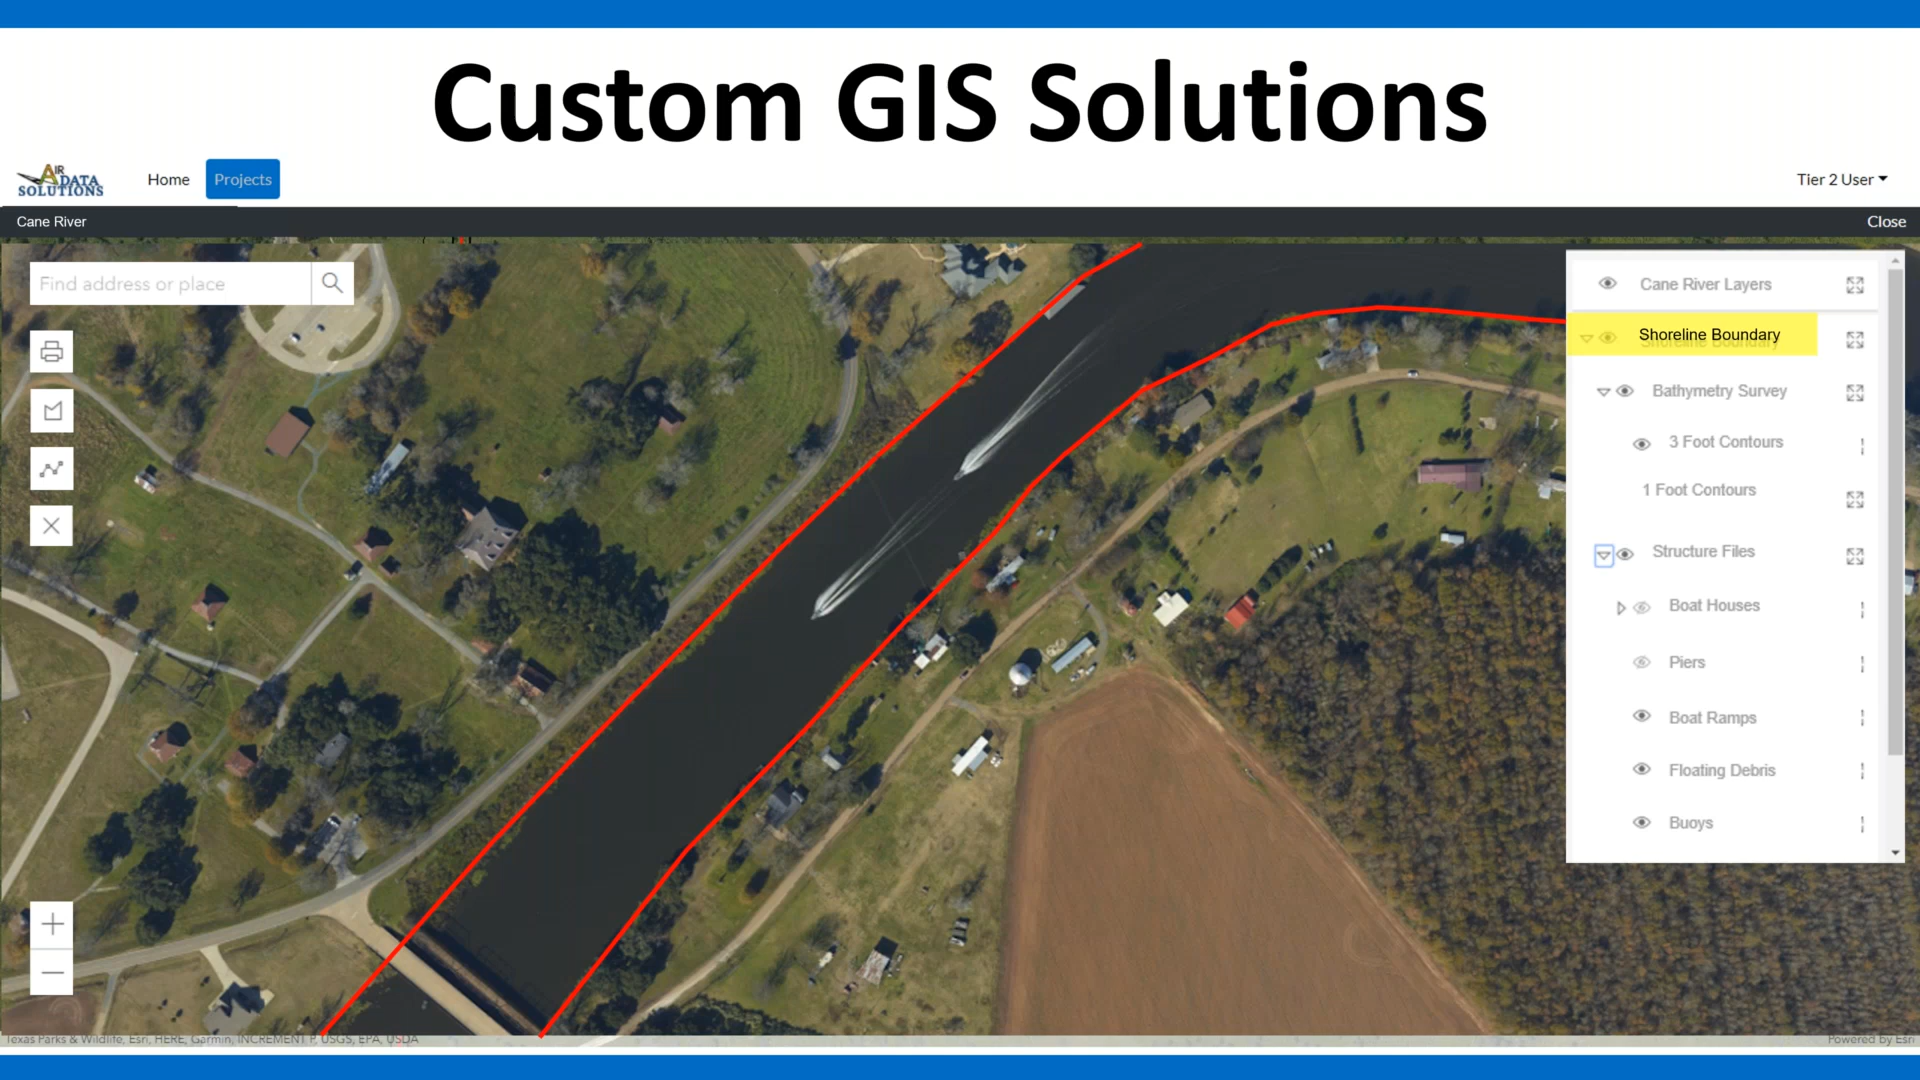 Custom GIS Solutions
AIR DATA SOLUTIONS
Home
Projects
Tier 2 User
Cane River
Close
Find address or place
Cane River Layers
Shoreline Boundary
Bathymetry Survey
3 Foot Contours
1 Foot Contours
Structure Files
Boat Houses
Piers
Boat Ramps
Floating Debris
Buoys
Texas Parks & Wildlife, Esri, HERE, Garmin, INCREMENT P, USGS, EPA, USDA
Powered by Esri